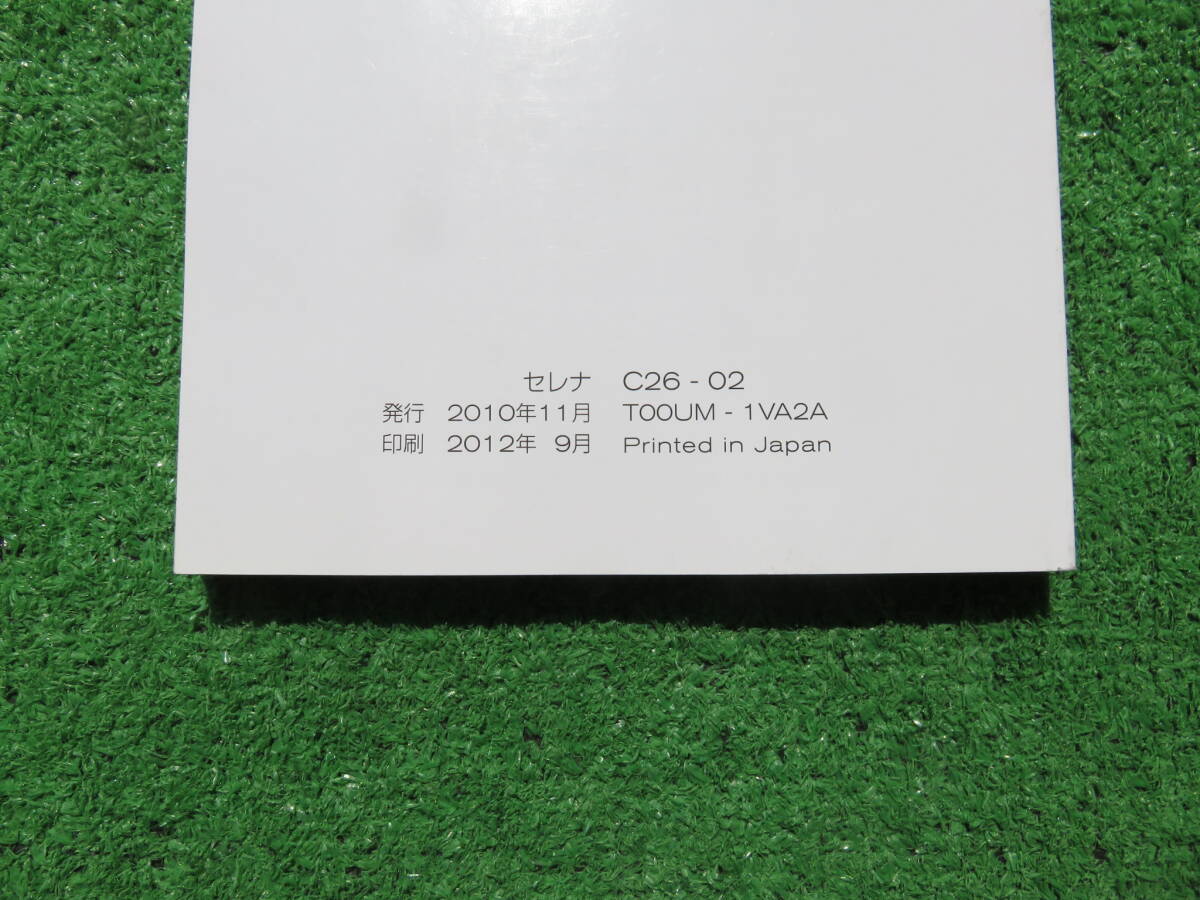 セレナ C26 - 02
発行 2010年11月 T00UM - 1VA2A
印刷 2012年 9月 Printed in Japan